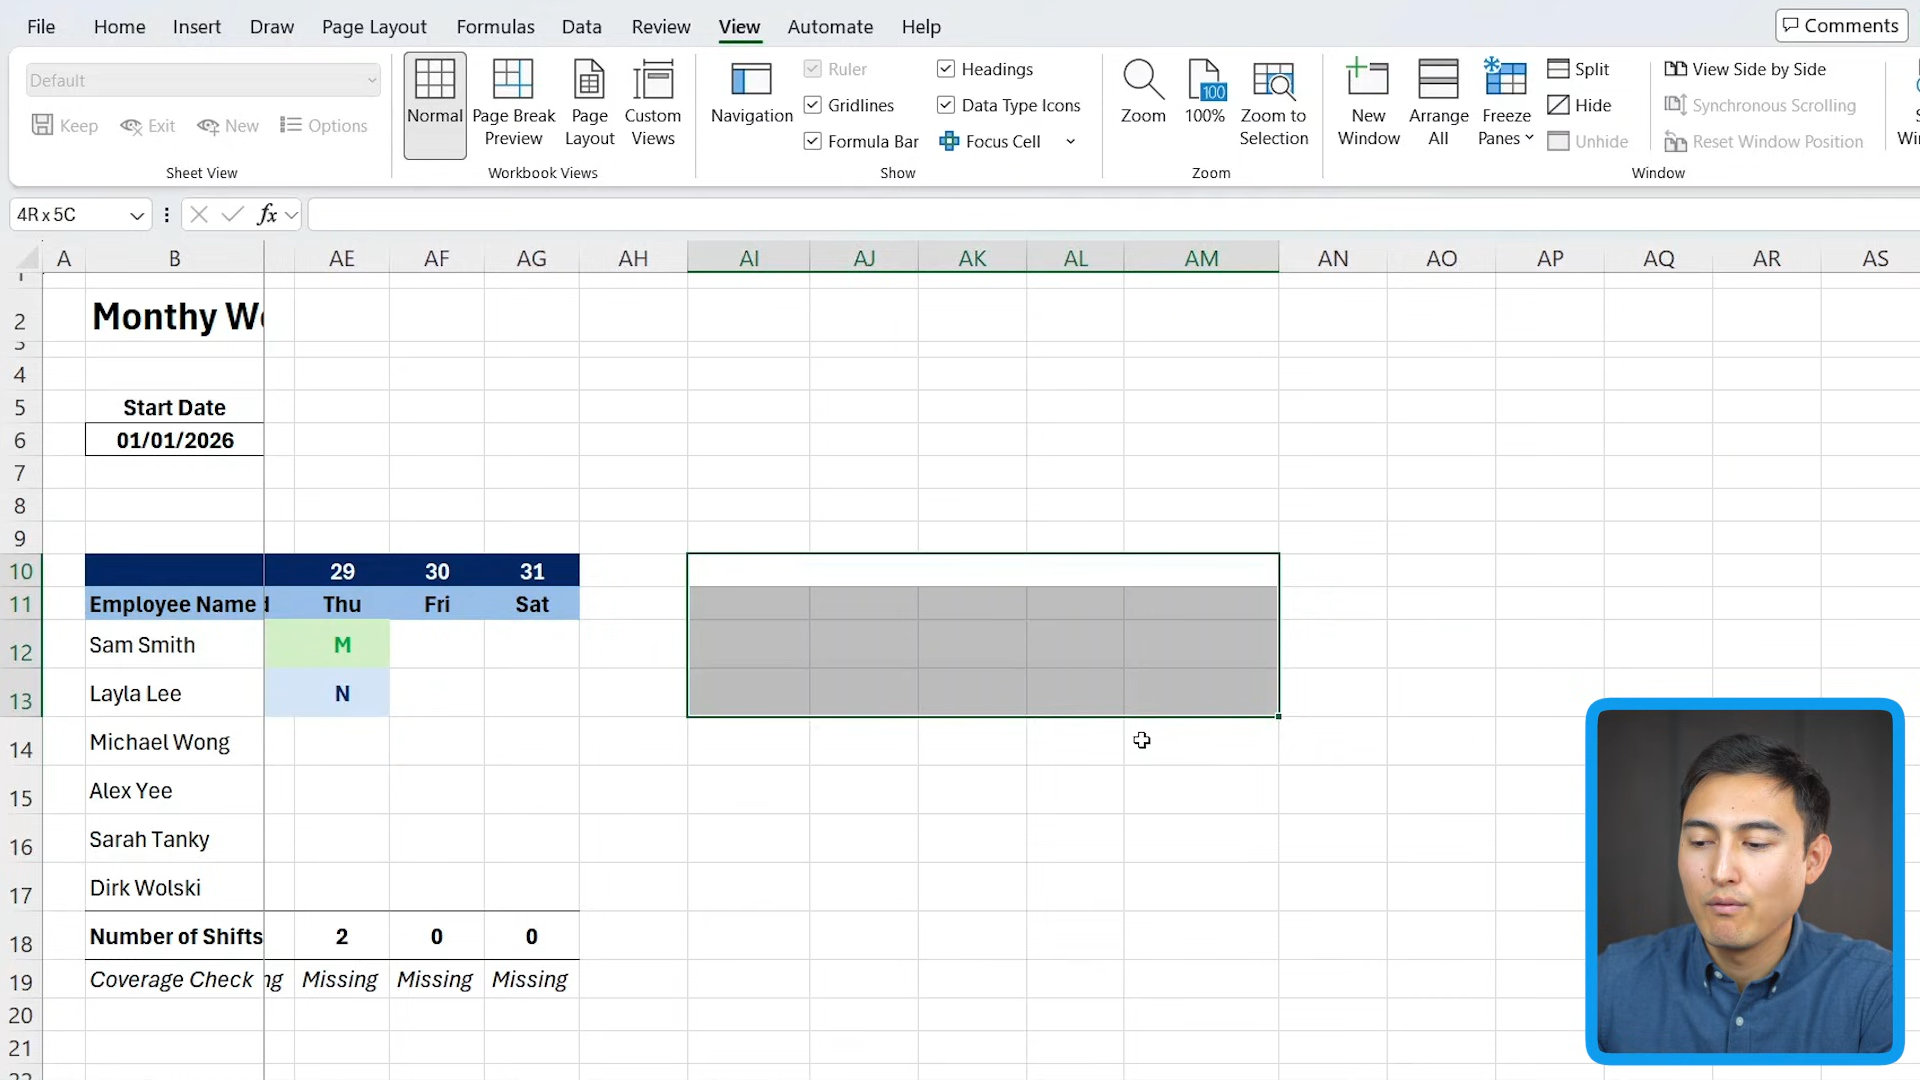 File Home Insert Draw Page Layout Formulas Data Review View Automate Help Comments
Default
Keep Exit New Options
Sheet View
Normal Page Break Preview Page Layout Custom Views
Workbook Views
Navigation
Ruler Headings
Gridlines Data Type Icons
Formula Bar Focus Cell
Show
Zoom 100 100% Zoom to Selection
Zoom
New Window Arrange All Freeze Panes
Split View Side by Side
Hide Synchronous Scrolling
Unhide Reset Window Position
Window
4R x 5C fx
A B AE AF AG AH AI AJ AK AL AM AN AO AP AQ AR AS
2 Monthy W
3
4
5 Start Date
6 01/01/2026
7
8
9
10 29 30 31
11 Employee Name d Thu Fri Sat
12 Sam Smith M
13 Layla Lee N
14 Michael Wong
15 Alex Yee
16 Sarah Tanky
17 Dirk Wolski
18 Number of Shifts 2 0 0
19 Coverage Check ng Missing Missing Missing
20
21